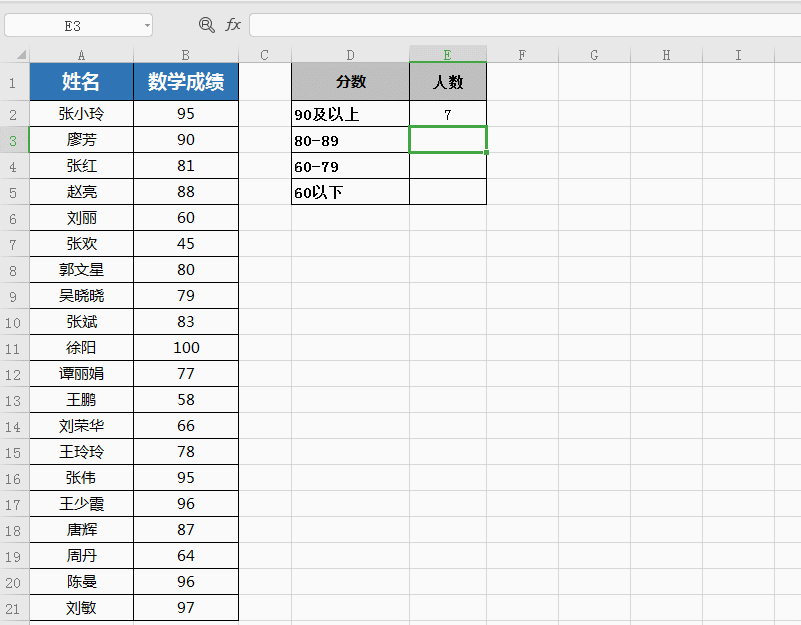 E3 fx
A B C D E F G H I
1 姓名 数学成绩 分数 人数
2 张小玲 95 90及以上 7
3 廖芳 90 80-89
4 张红 81 60-79
5 赵亮 88 60以下
6 刘丽 60
7 张欢 45
8 郭文星 80
9 吴晓晓 79
10 张斌 83
11 徐阳 100
12 谭丽娟 77
13 王鹏 58
14 刘荣华 66
15 王玲玲 78
16 张伟 95
17 王少霞 96
18 唐辉 87
19 周丹 64
20 陈曼 96
21 刘敏 97